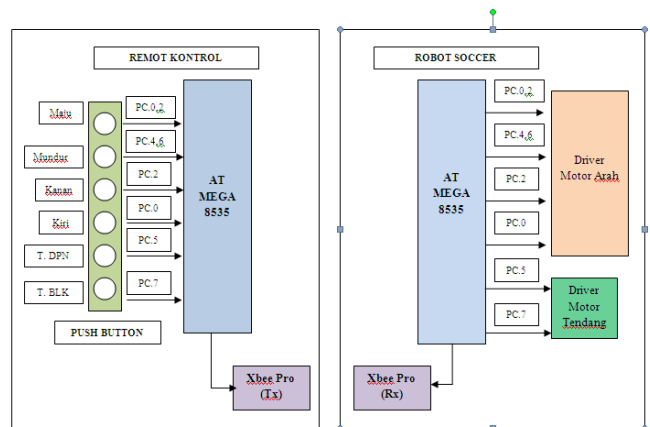 REMOT KONTROL
Maju
Mundur
Kanan
Kiri
T. DPN
T. BLK
PC.0,2
PC.4,6
PC.2
PC.0
PC.5
PC.7
PUSH BUTTON
AT
MEGA
8535
Xbee Pro
(Tx)
ROBOT SOCCER
AT
MEGA
8535
PC.0,2
PC.4,6
PC.2
PC.0
PC.5
PC.7
Driver
Motor Arah
Driver
Motor
Tendang
Xbee Pro
(Rx)